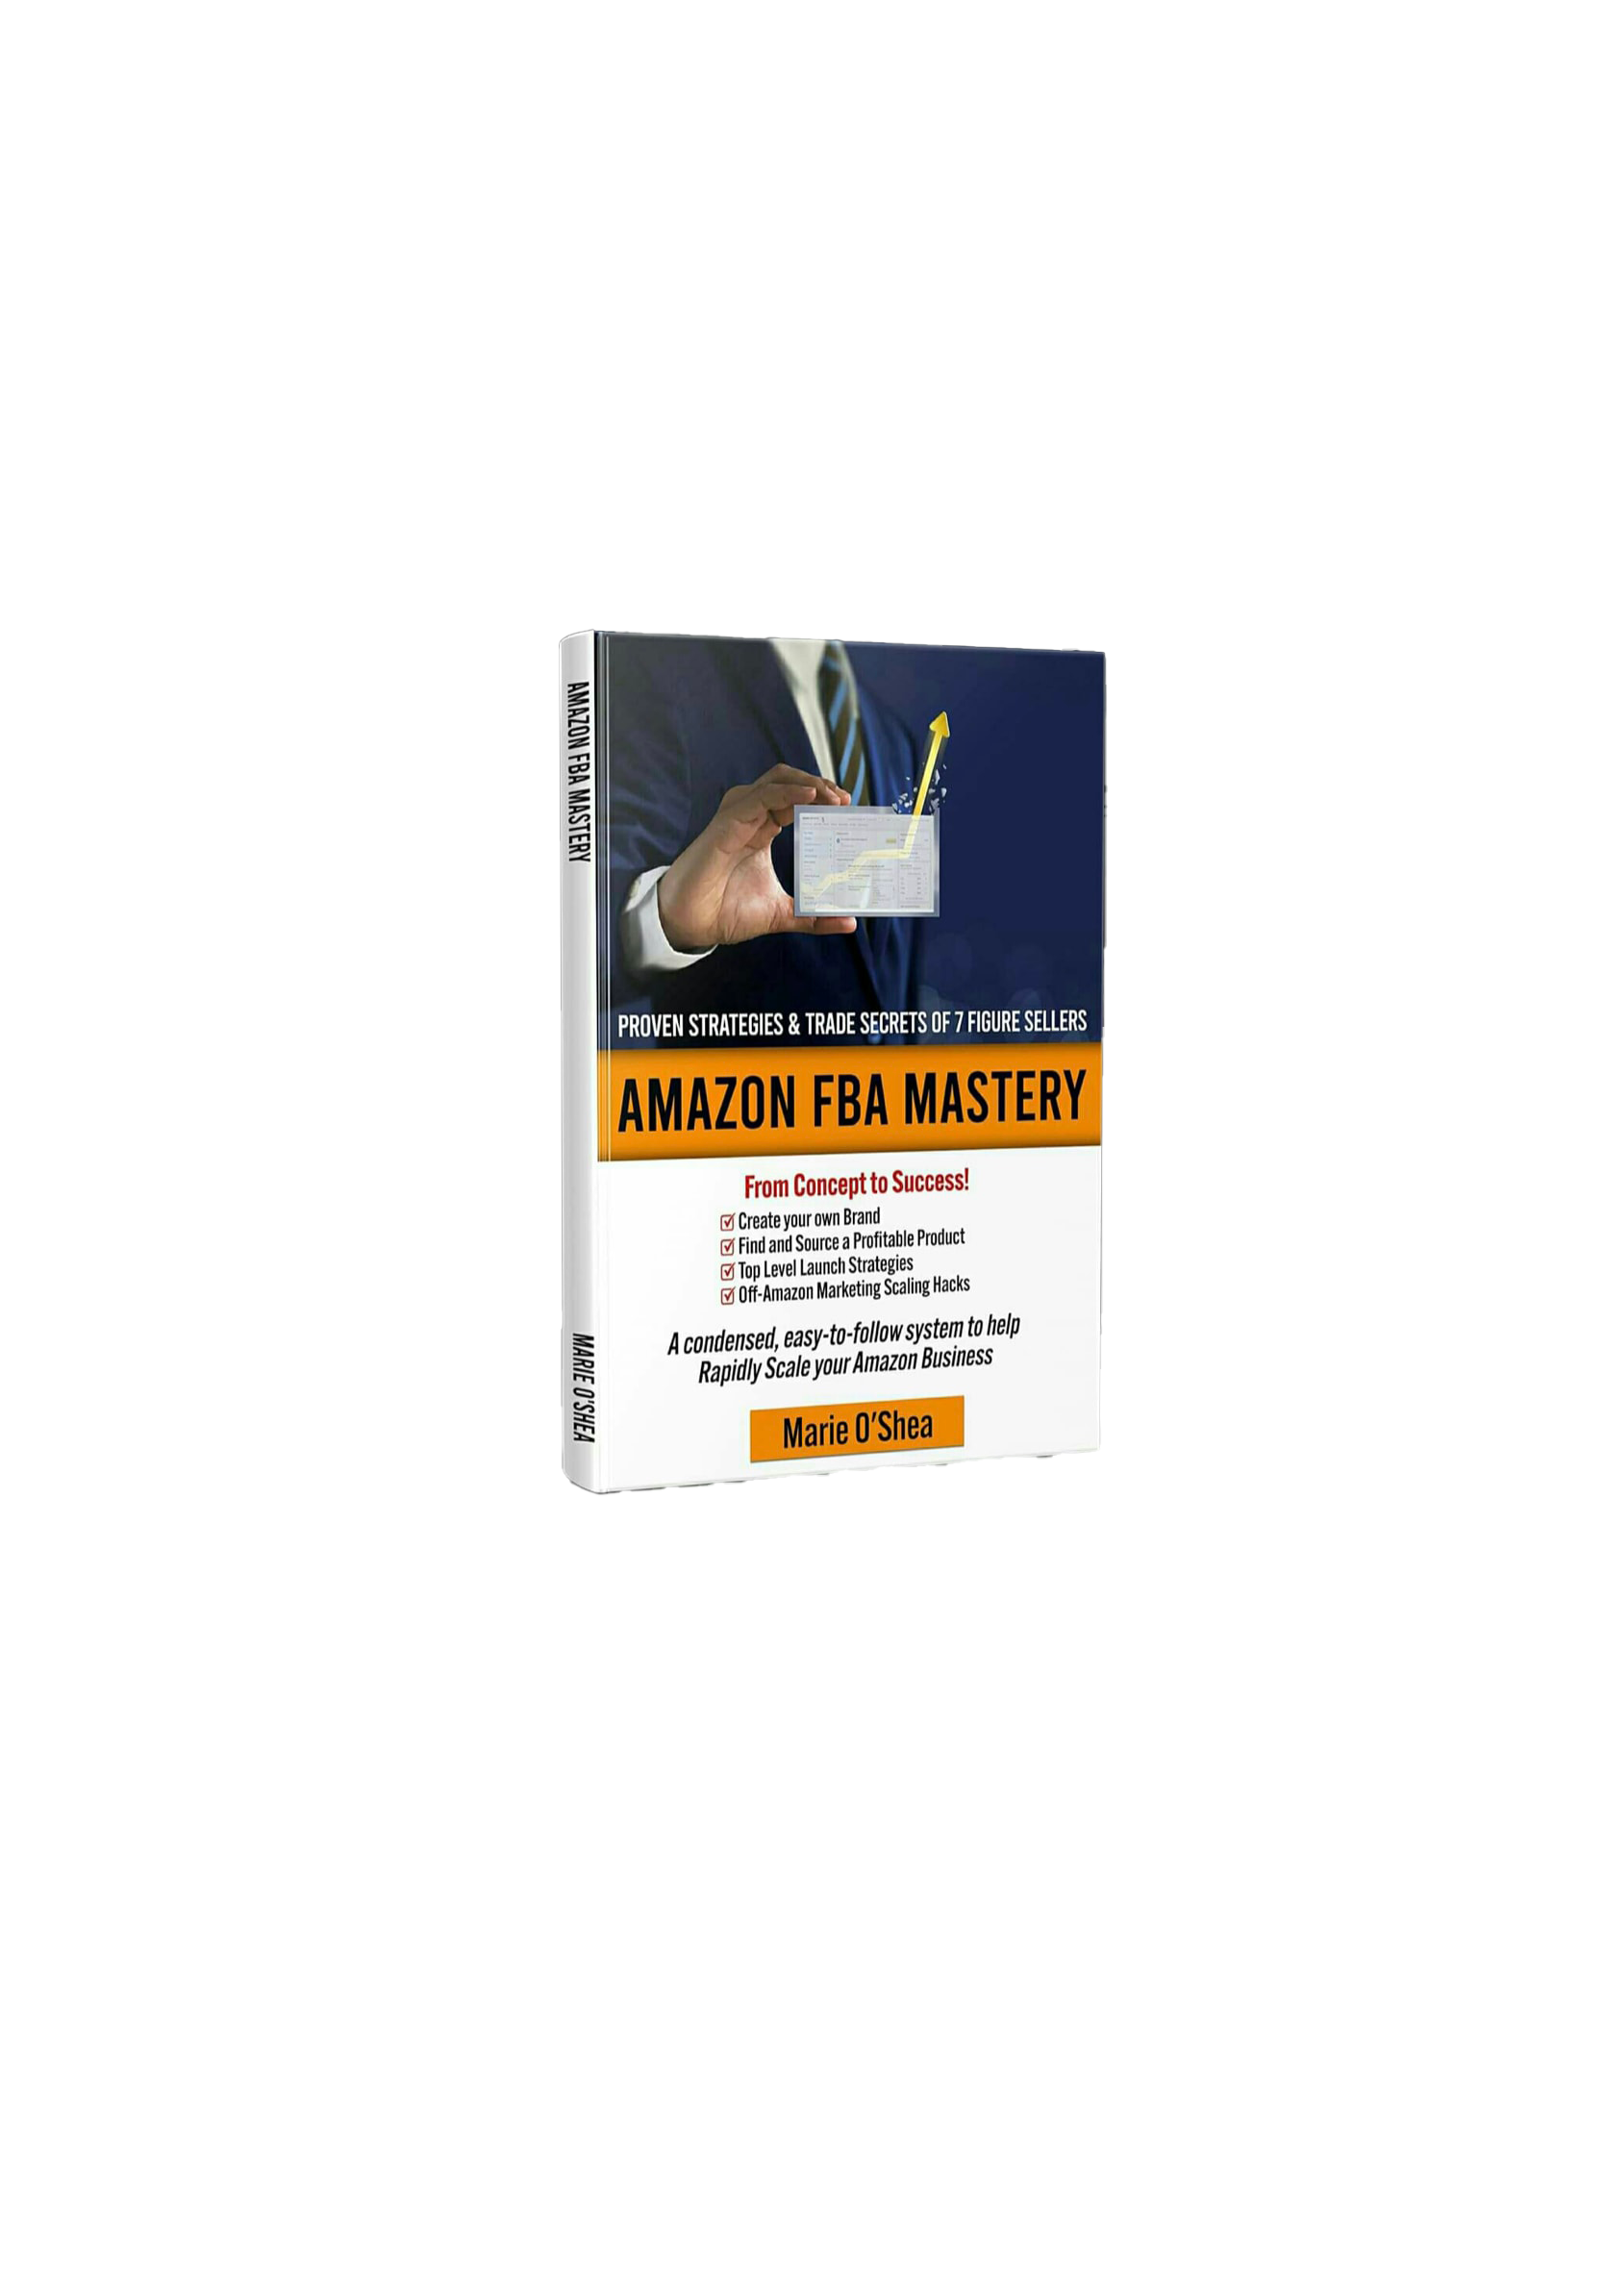 AMAZON FBA MASTERY
MARIE O'SHEA
PROVEN STRATEGIES & TRADE SECRETS OF 7 FIGURE SELLERS
AMAZON FBA MASTERY
From Concept to Success!
Create your own Brand
Find and Source a Profitable Product
Top Level Launch Strategies
Off-Amazon Marketing Scaling Hacks
A condensed, easy-to-follow system to help
Rapidly Scale your Amazon Business
Marie O'Shea